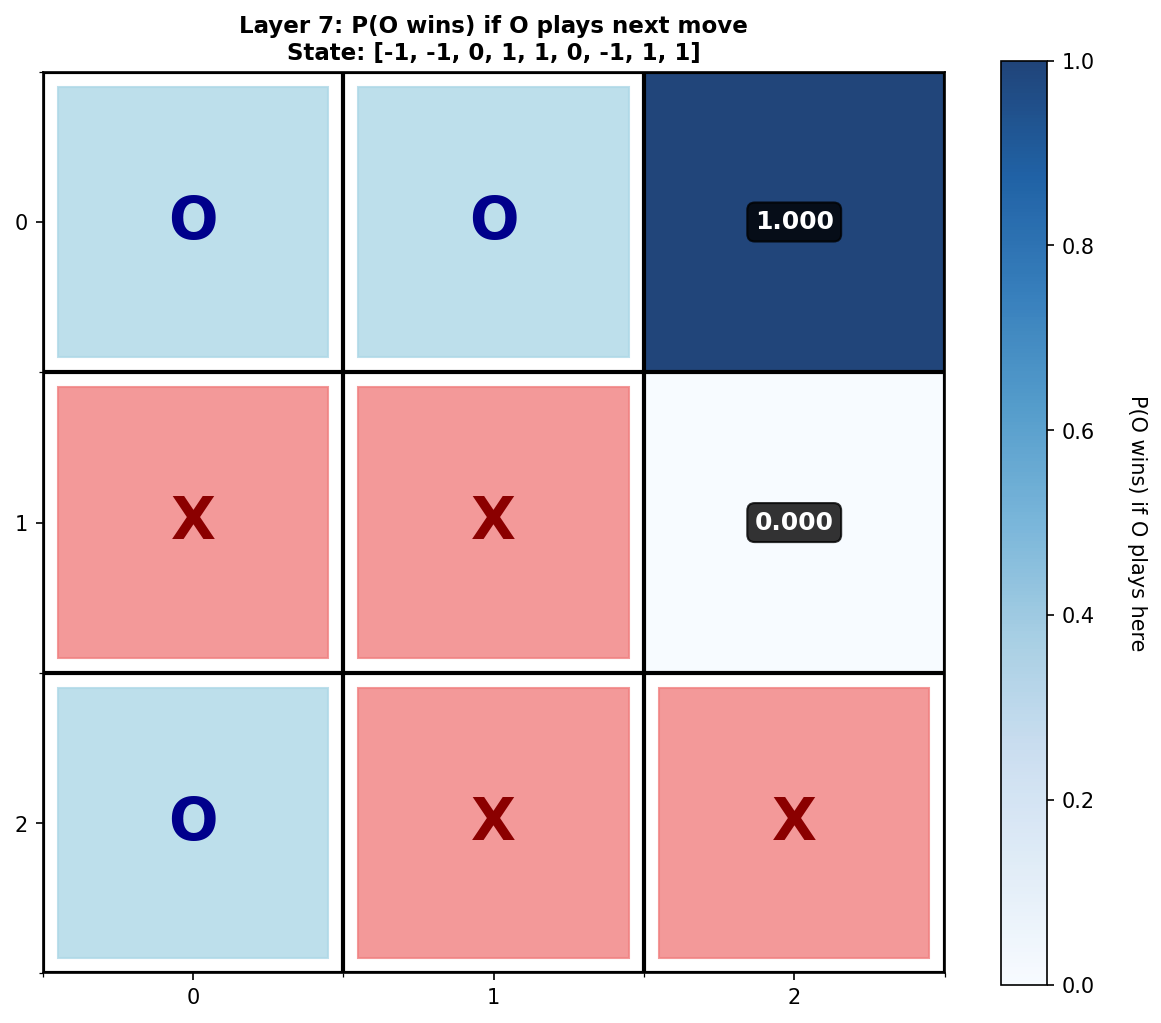 Layer 7: P(O wins) if O plays next move
State: [-1, -1, 0, 1, 1, 0, -1, 1, 1]
0 O O 1.000
1 X X 0.000
2 O X X
0 1 2
1.0
0.8
0.6
0.4
0.2
0.0
P(O wins) if O plays here